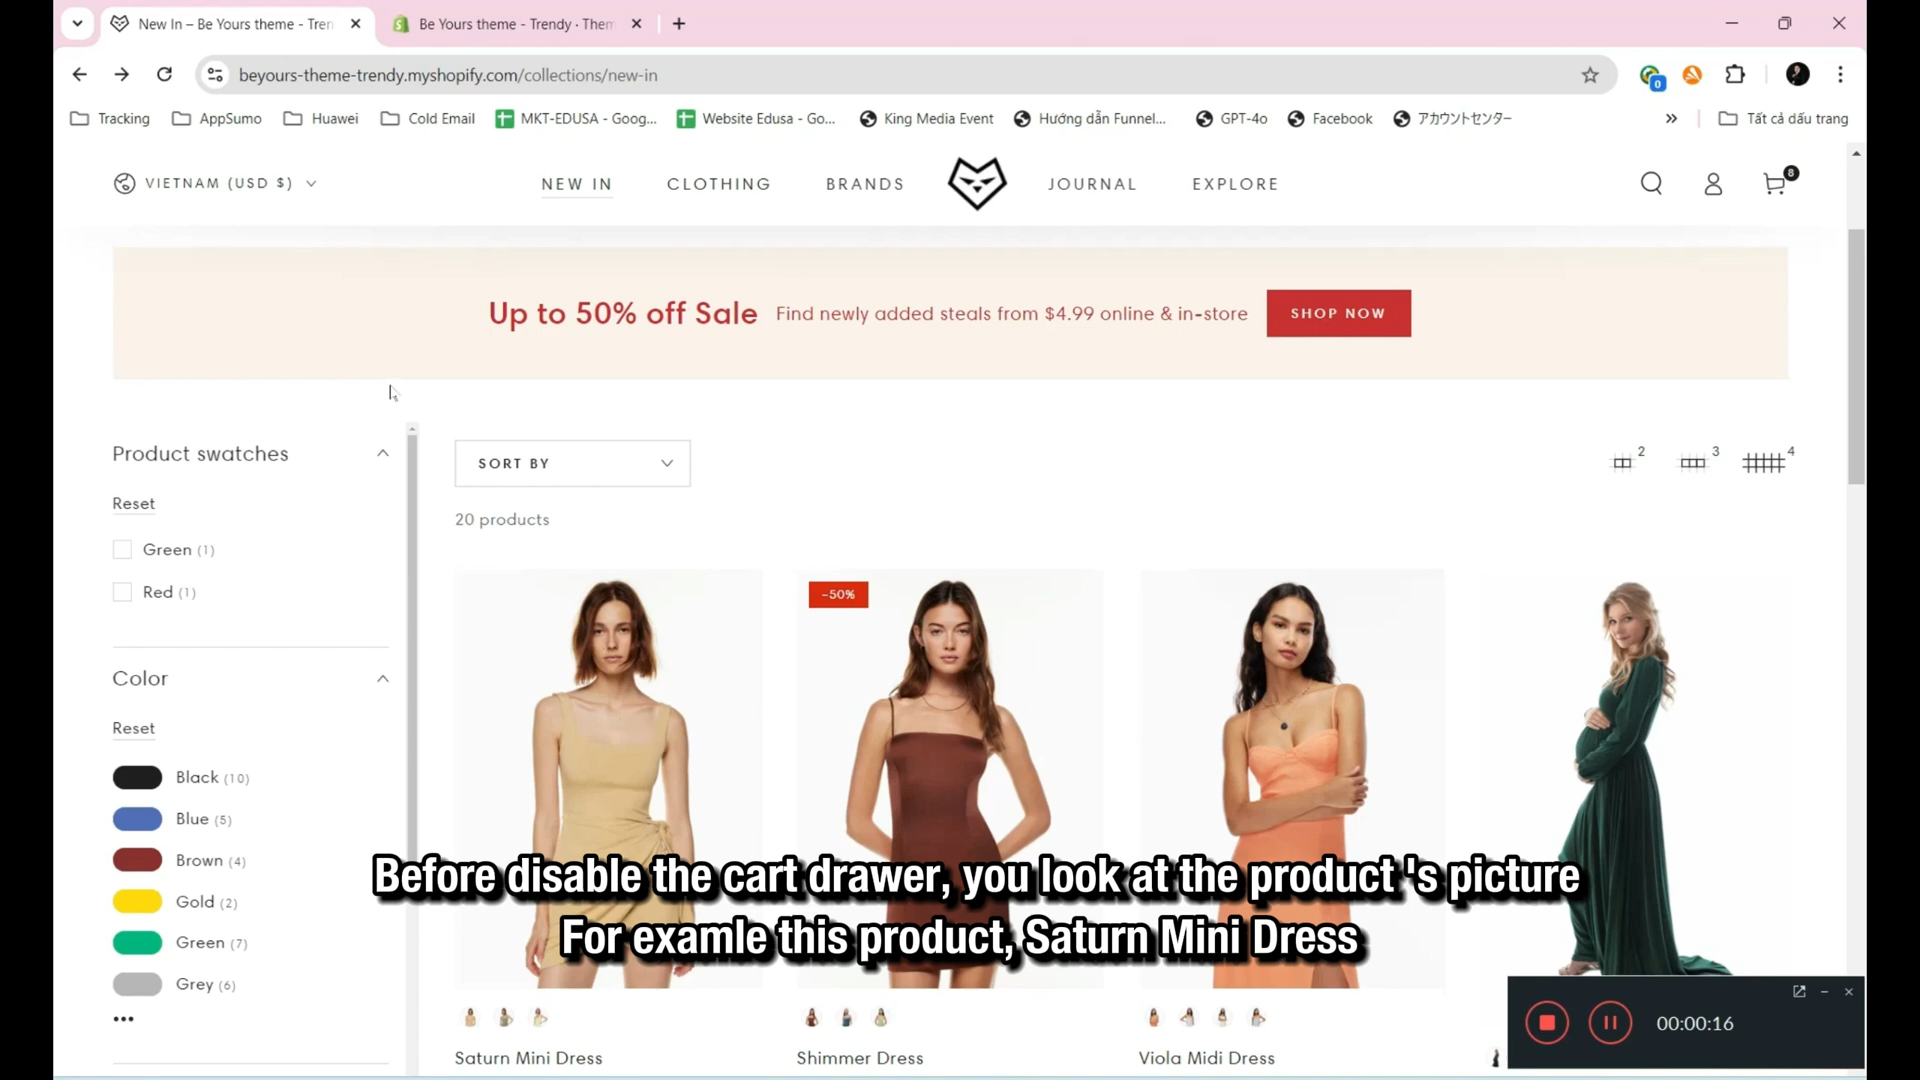 New In – Be Yours theme - Tren
Be Yours theme - Trendy · Them
beyours-theme-trendy.myshopify.com/collections/new-in
0
Tracking
AppSumo
Huawei
Cold Email
MKT-EDUSA - Goog...
Website Edusa - Go...
King Media Event
Hướng dẫn Funnel...
GPT-4o
Facebook
アカウントセンター
»
Tất cả dấu trang
VIETNAM (USD $)
NEW IN
CLOTHING
BRANDS
JOURNAL
EXPLORE
8
Up to 50% off Sale
Find newly added steals from $4.99 online & in-store
SHOP NOW
Product swatches
Reset
Green (1)
Red (1)
Color
Reset
Black (10)
Blue (5)
Brown (4)
Gold (2)
Green (7)
Grey (6)
•••
SORT BY
2
3
4
20 products
-50%
Before disable the cart drawer, you look at the product 's picture
For examle this product, Saturn Mini Dress
Saturn Mini Dress
Shimmer Dress
Viola Midi Dress
00:00:16